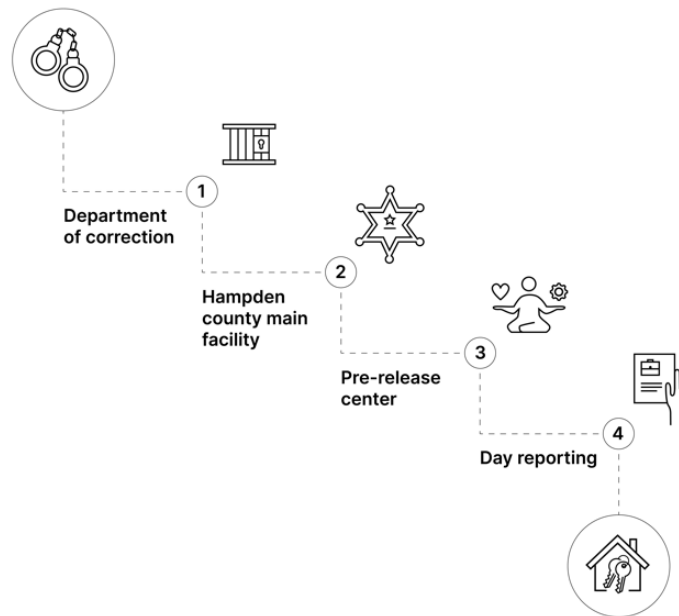 1
Department
of correction
2
Hampden
county main
facility
3
Pre-release
center
4
Day reporting